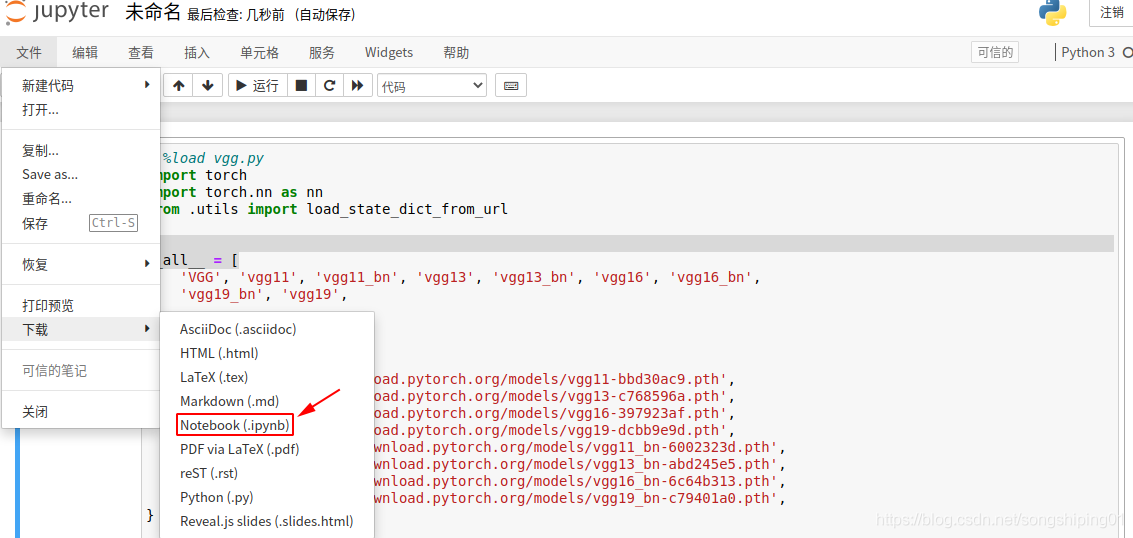 jupyter 未命名 最后检查: 几秒前 (自动保存) 注销
文件 编辑 查看 插入 单元格 服务 Widgets 帮助 可信的 Python 3
运行 代码
新建代码
打开...
复制...
Save as...
重命名...
保存 Ctrl-S
恢复
打印预览
下载
可信的笔记
关闭
%load vgg.py
mport torch
mport torch.nn as nn
om .utils import load_state_dict_from_url
_all__ = [
'VGG', 'vgg11', 'vgg11_bn', 'vgg13', 'vgg13_bn', 'vgg16', 'vgg16_bn',
'vgg19_bn', 'vgg19',
AsciiDoc (.asciidoc)
HTML (.html)
LaTeX (.tex)
Markdown (.md)
Notebook (.ipynb)
PDF via LaTeX (.pdf)
reST (.rst)
Python (.py)
Reveal.js slides (.slides.html)
oad.pytorch.org/models/vgg11-bbd30ac9.pth',
oad.pytorch.org/models/vgg13-c768596a.pth',
oad.pytorch.org/models/vgg16-397923af.pth',
oad.pytorch.org/models/vgg19-dcbb9e9d.pth',
wnload.pytorch.org/models/vgg11_bn-6002323d.pth',
wnload.pytorch.org/models/vgg13_bn-abd245e5.pth',
wnload.pytorch.org/models/vgg16_bn-6c64b313.pth',
wnload.pytorch.org/models/vgg19_bn-c79401a0.pth',
}
https://blog.csdn.net/songshiping01